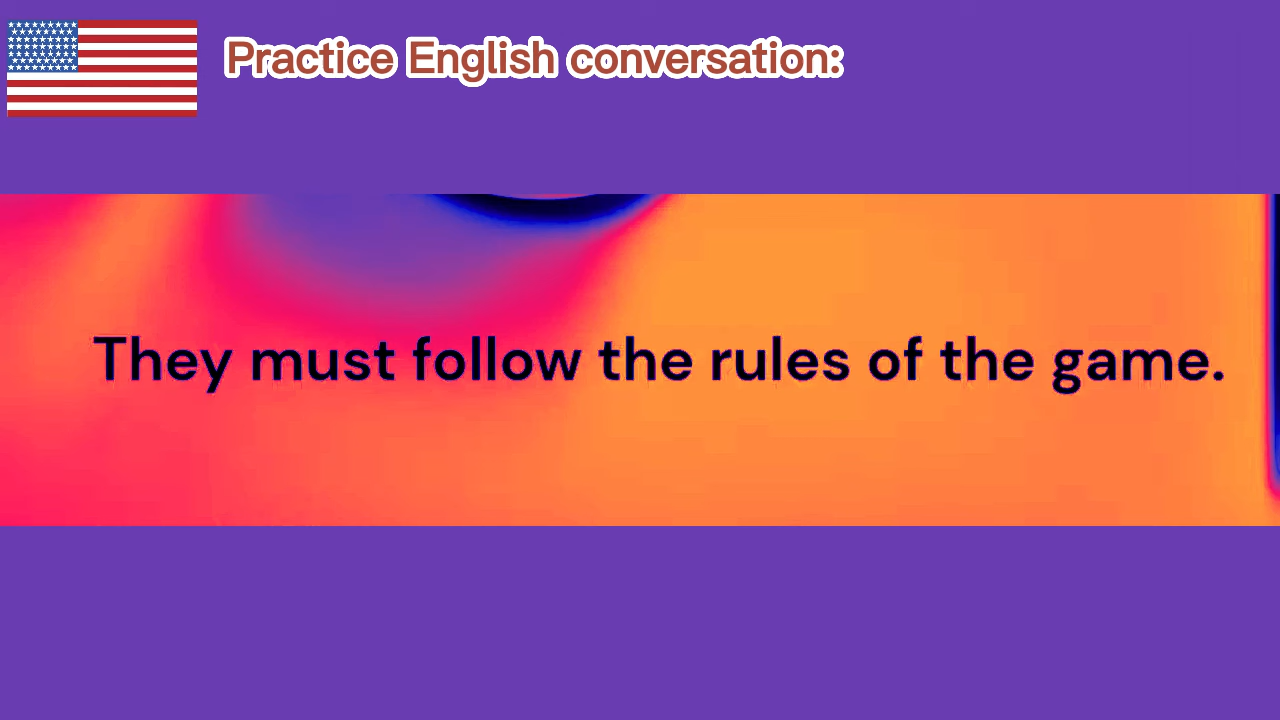 Practice English conversation:
They must follow the rules of the game.